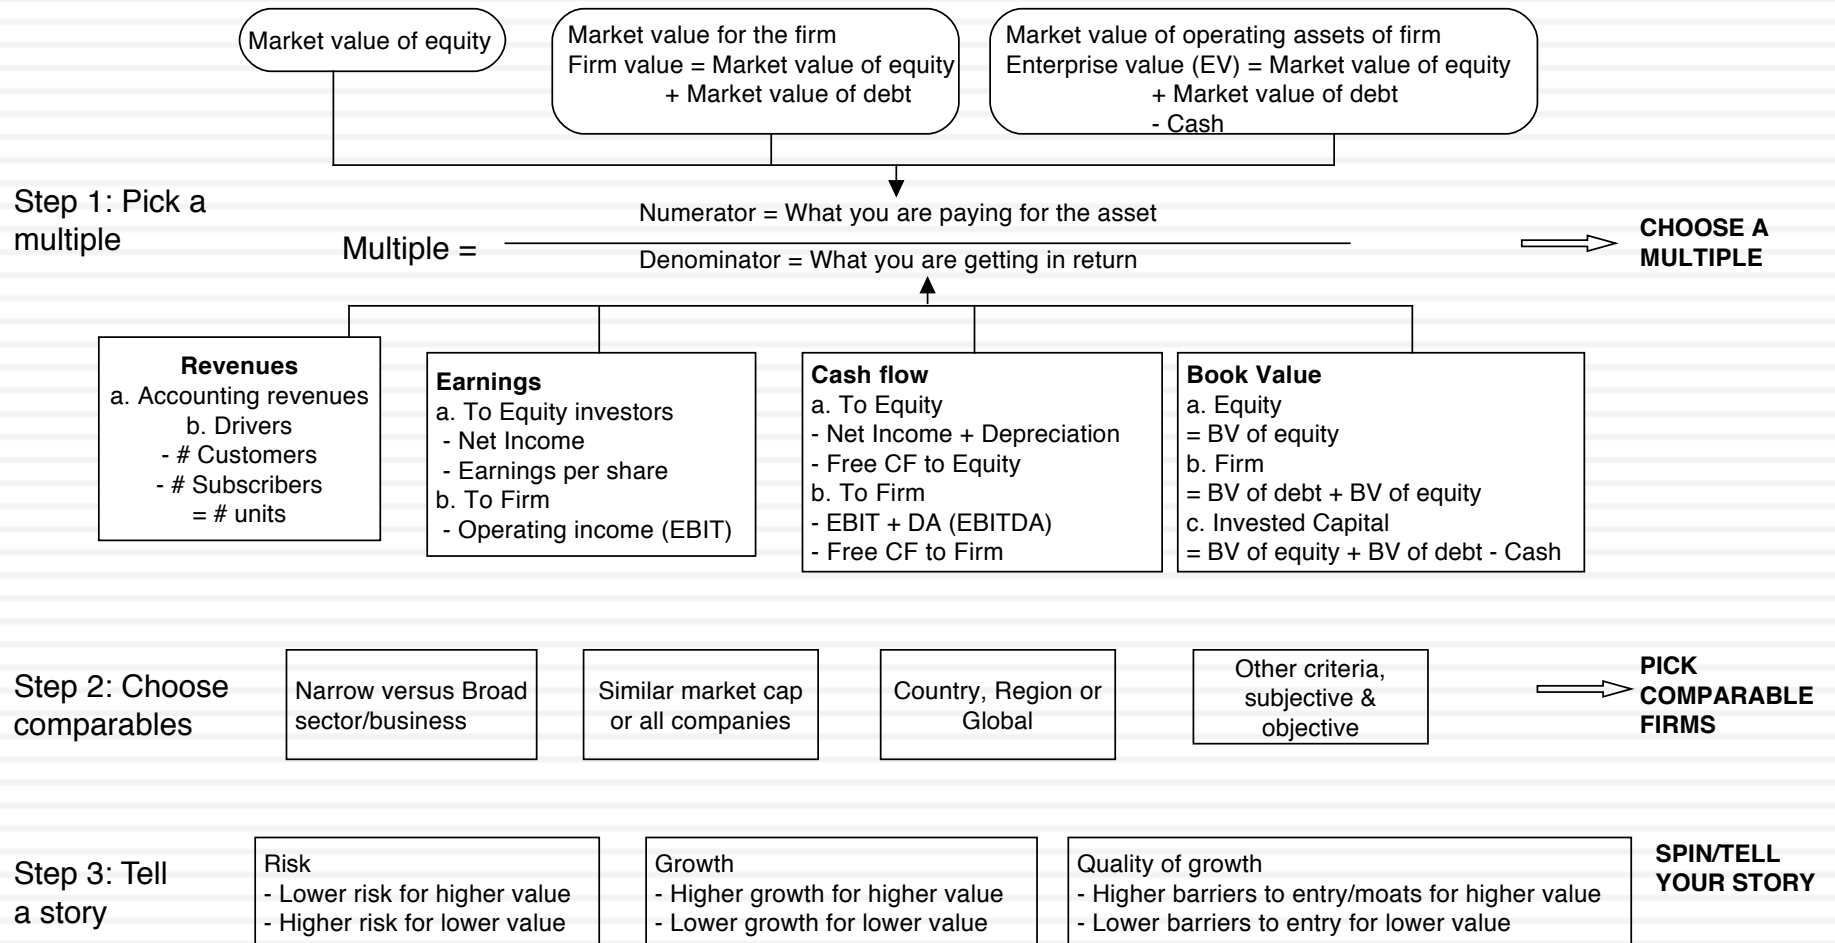 Market value of equity
Market value for the firm
Firm value = Market value of equity
+ Market value of debt
Market value of operating assets of firm
Enterprise value (EV) = Market value of equity
+ Market value of debt
- Cash
Step 1: Pick a
multiple
Multiple =
Numerator = What you are paying for the asset
Denominator = What you are getting in return
CHOOSE A
MULTIPLE
Revenues
a. Accounting revenues
b. Drivers
- # Customers
- # Subscribers
= # units
Earnings
a. To Equity investors
- Net Income
- Earnings per share
b. To Firm
- Operating income (EBIT)
Cash flow
a. To Equity
- Net Income + Depreciation
- Free CF to Equity
b. To Firm
- EBIT + DA (EBITDA)
- Free CF to Firm
Book Value
a. Equity
= BV of equity
b. Firm
= BV of debt + BV of equity
c. Invested Capital
= BV of equity + BV of debt - Cash
Step 2: Choose
comparables
Narrow versus Broad
sector/business
Similar market cap
or all companies
Country, Region or
Global
Other criteria,
subjective &
objective
PICK
COMPARABLE
FIRMS
Step 3: Tell
a story
Risk
- Lower risk for higher value
- Higher risk for lower value
Growth
- Higher growth for higher value
- Lower growth for lower value
Quality of growth
- Higher barriers to entry/moats for higher value
- Lower barriers to entry for lower value
SPIN/TELL
YOUR STORY